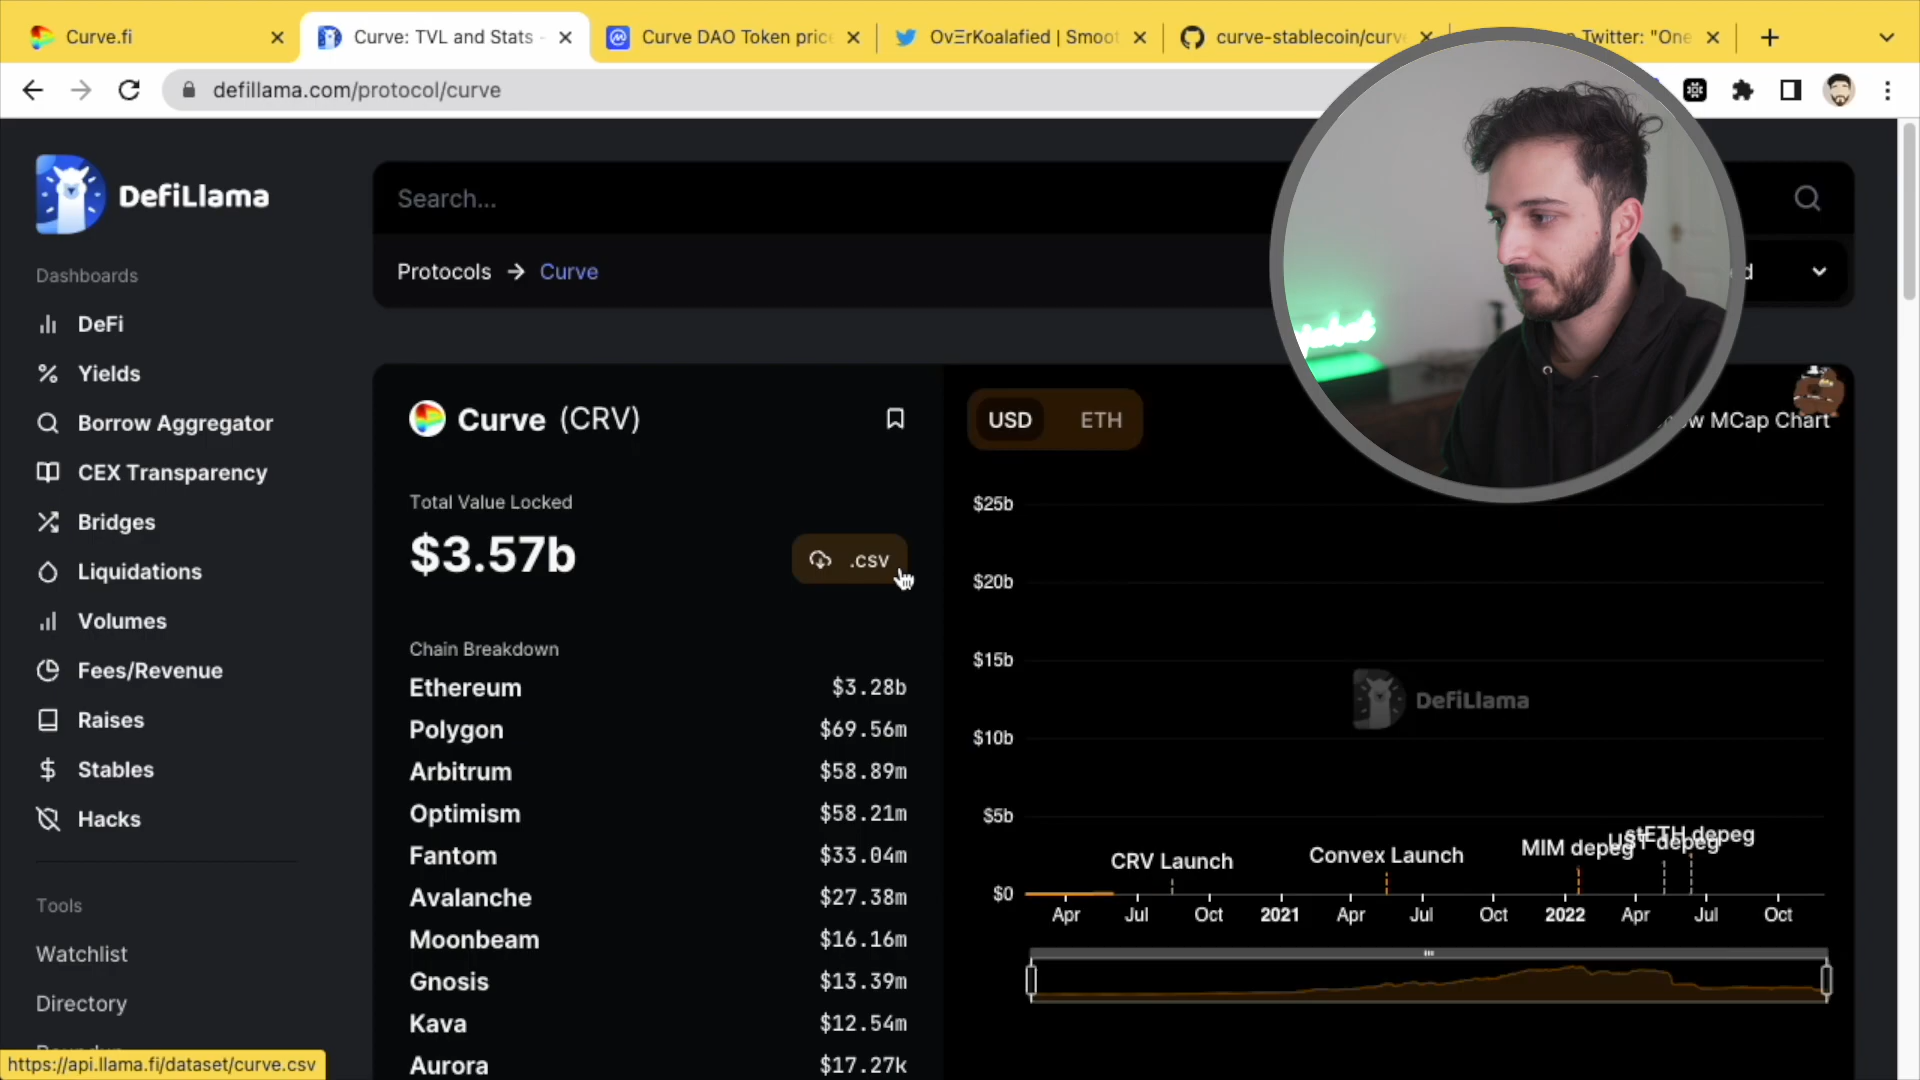 Curve.fi
Curve: TVL and Stats -
Curve DAO Token price
OvΞrKoalafied | Smoot
curve-stablecoin/curv
Twitter: "One
defillama.com/protocol/curve
DefiLlama
Search...
Protocols → Curve
Dashboards
DeFi
Yields
Borrow Aggregator
CEX Transparency
Bridges
Liquidations
Volumes
Fees/Revenue
Raises
Stables
Hacks
Tools
Watchlist
Directory
https://api.llama.fi/dataset/curve.csv
Curve (CRV)
Total Value Locked
$3.57b
.csv
Chain Breakdown
Ethereum $3.28b
Polygon $69.56m
Arbitrum $58.89m
Optimism $58.21m
Fantom $33.04m
Avalanche $27.38m
Moonbeam $16.16m
Gnosis $13.39m
Kava $12.54m
Aurora $17.27k
USD ETH
MCap Chart
$25b
$20b
$15b
DefiLlama
$10b
$5b
CRV Launch Convex Launch MIM depeg UST depeg stETH depeg
$0
Apr Jul Oct 2021 Apr Jul Oct 2022 Apr Jul Oct